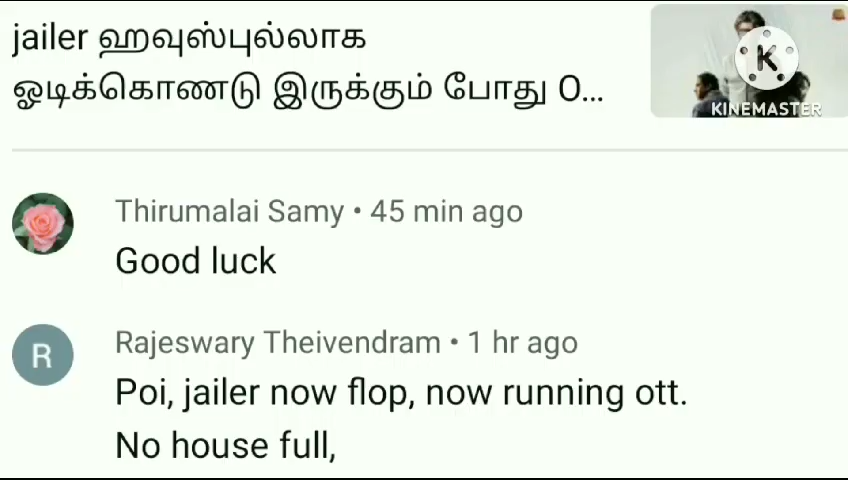 jailer ஹவுஸ்புல்லாக
ஓடிக்கொணடு இருக்கும் போது O...
K
KINEMASTER
Thirumalai Samy • 45 min ago
Good luck
R
Rajeswary Theivendram • 1 hr ago
Poi, jailer now flop, now running ott.
No house full,